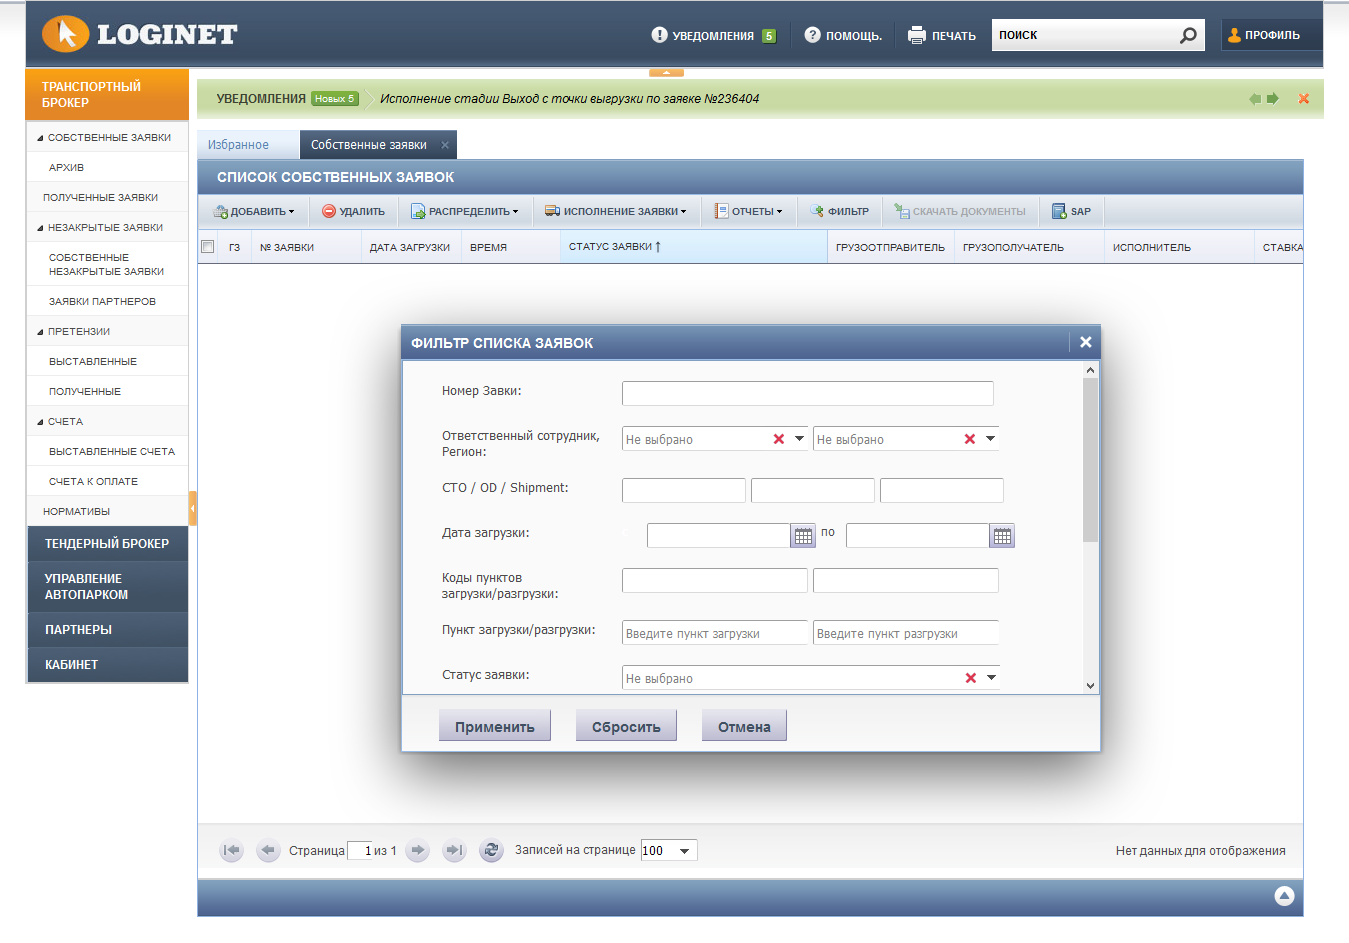 LOGINET
УВЕДОМЛЕНИЯ 5
ПОМОЩЬ.
ПЕЧАТЬ
ПОИСК
ПРОФИЛЬ
ТРАНСПОРТНЫЙ
БРОКЕР
СОБСТВЕННЫЕ ЗАЯВКИ
АРХИВ
ПОЛУЧЕННЫЕ ЗАЯВКИ
НЕЗАКРЫТЫЕ ЗАЯВКИ
СОБСТВЕННЫЕ
НЕЗАКРЫТЫЕ ЗАЯВКИ
ЗАЯВКИ ПАРТНЕРОВ
ПРЕТЕНЗИИ
ВЫСТАВЛЕННЫЕ
ПОЛУЧЕННЫЕ
СЧЕТА
ВЫСТАВЛЕННЫЕ СЧЕТА
СЧЕТА К ОПЛАТЕ
НОРМАТИВЫ
ТЕНДЕРНЫЙ БРОКЕР
УПРАВЛЕНИЕ
АВТОПАРКОМ
ПАРТНЕРЫ
КАБИНЕТ
УВЕДОМЛЕНИЯ Новых 5 Исполнение стадии Выход с точки выгрузки по заявке №236404
Избранное
Собственные заявки
СПИСОК СОБСТВЕННЫХ ЗАЯВОК
ДОБАВИТЬ УДАЛИТЬ РАСПРЕДЕЛИТЬ ИСПОЛНЕНИЕ ЗАЯВКИ ОТЧЕТЫ ФИЛЬТР СКАЧАТЬ ДОКУМЕНТЫ SAP
ГЗ № ЗАЯВКИ ДАТА ЗАГРУЗКИ ВРЕМЯ СТАТУС ЗАЯВКИ ↑ ГРУЗООТПРАВИТЕЛЬ ГРУЗОПОЛУЧАТЕЛЬ ИСПОЛНИТЕЛЬ СТАВКА
ФИЛЬТР СПИСКА ЗАЯВОК
Номер Завки:
Ответственный сотрудник,
Регион:
Не выбрано Не выбрано
СТО / OD / Shipment:
Дата загрузки:
по
Коды пунктов
загрузки/разгрузки:
Пункт загрузки/разгрузки: Введите пункт загрузки Введите пункт разгрузки
Статус заявки: Не выбрано
Применить Сбросить Отмена
Страница 1 из 1 Записей на странице 100 Нет данных для отображения